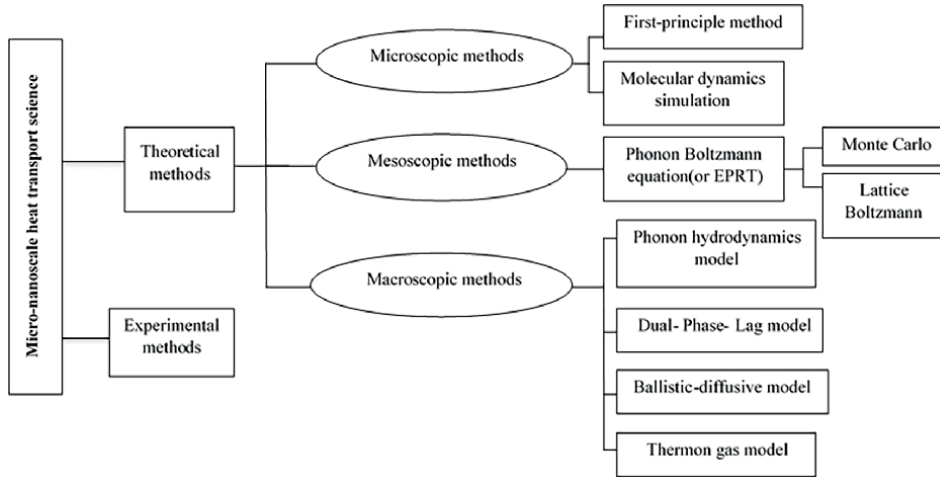 Micro-nanoscale heat transport science
Theoretical
methods
Experimental
methods
Microscopic methods
Mesoscopic methods
Macroscopic methods
First-principle method
Molecular dynamics
simulation
Phonon Boltzmann
equation(or EPRT)
Monte Carlo
Lattice
Boltzmann
Phonon hydrodynamics
model
Dual- Phase- Lag model
Ballistic-diffusive model
Thermon gas model